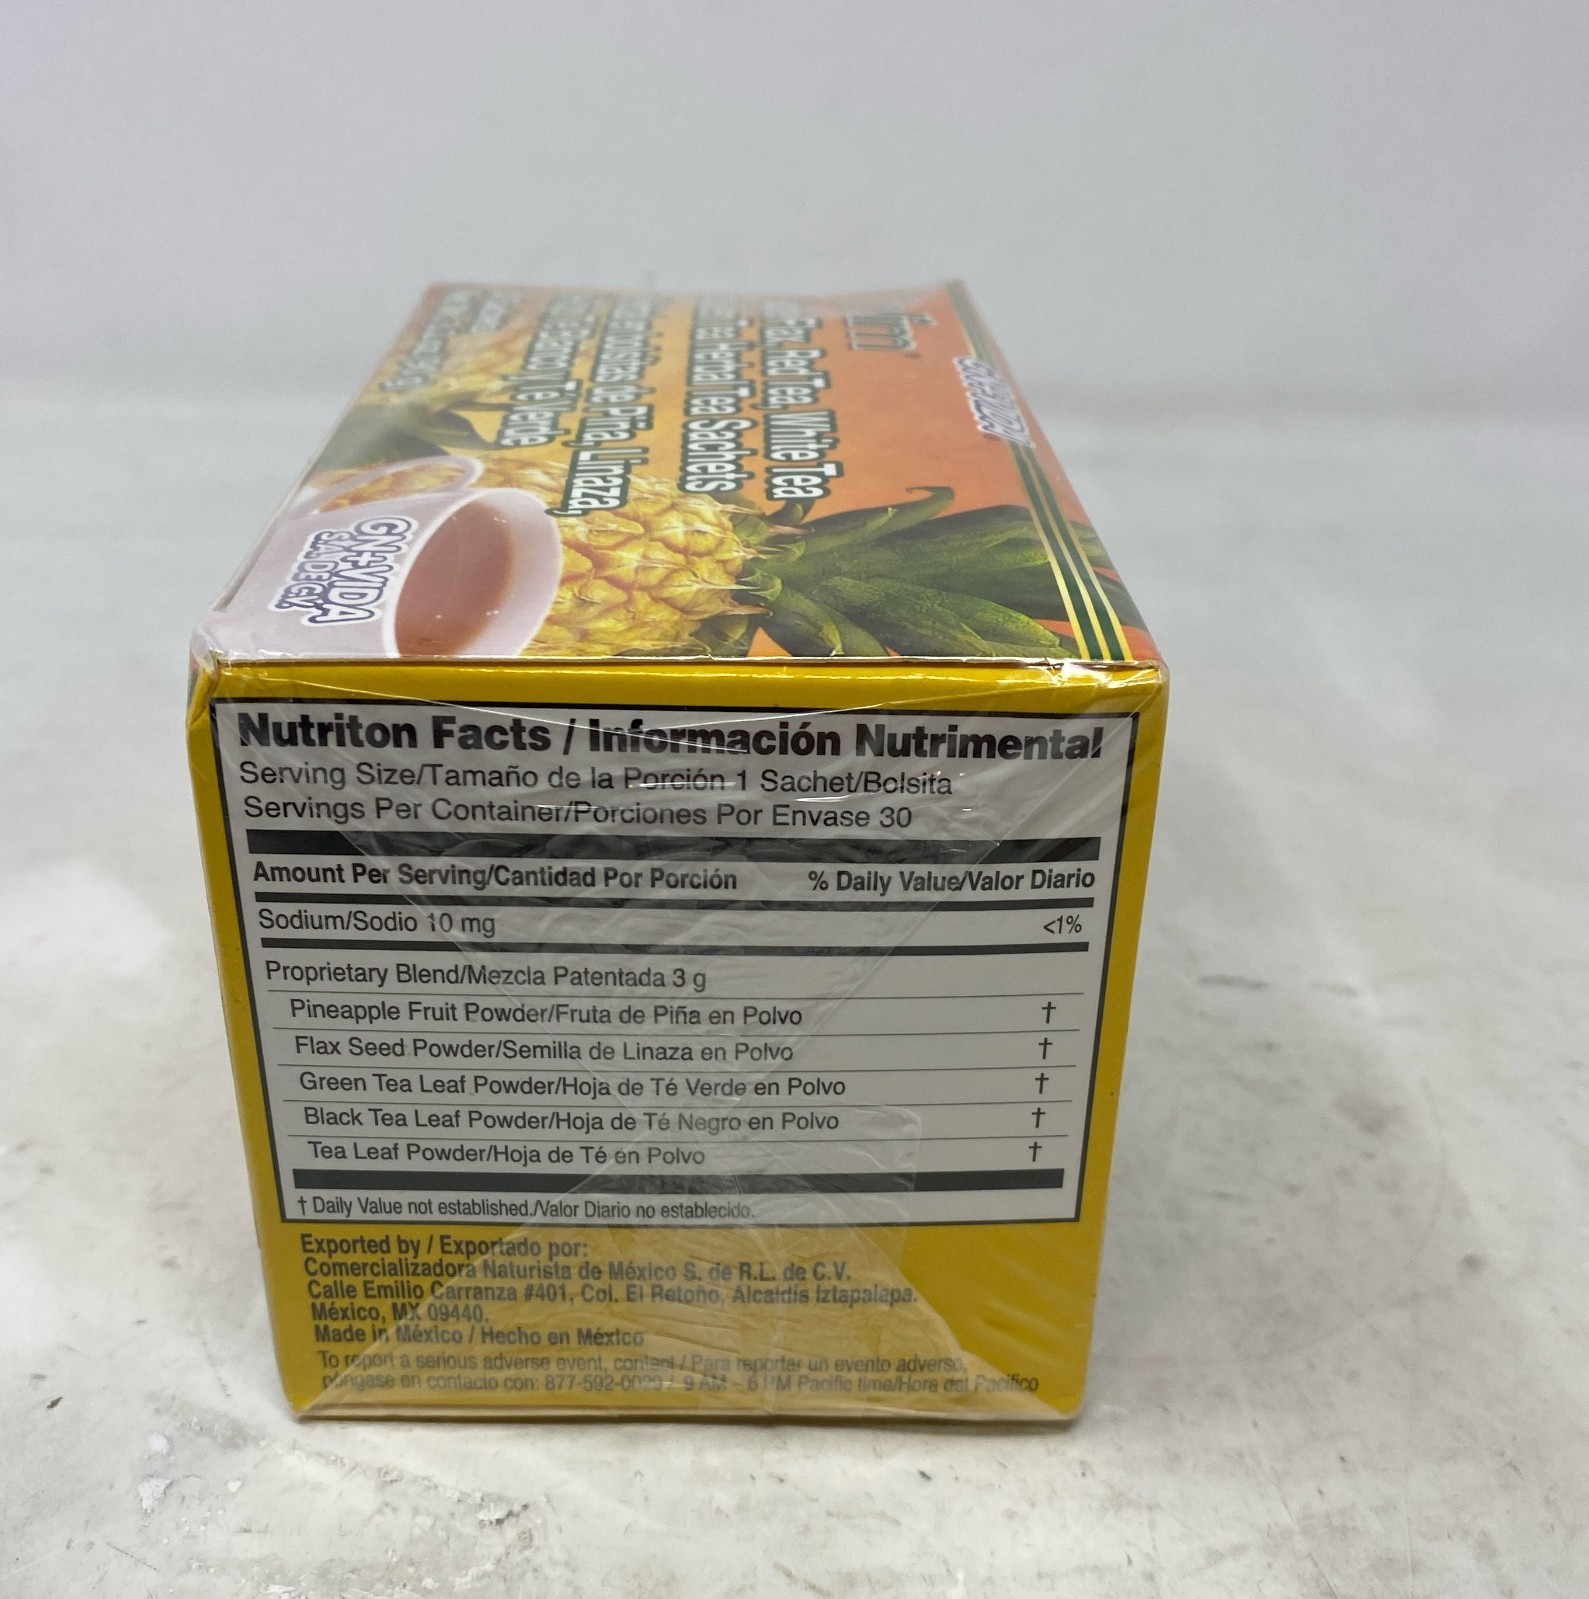 Flax, Red Tea, White Tea
Tea Herbal Tea Sachets
de Piña, Linaza,
Té Blanco y Té Verde
GN+VIDA
S.A. DE C.V.
Nutriton Facts / Información Nutrimental
Serving Size/Tamaño de la Porción 1 Sachet/Bolsita
Servings Per Container/Porciones Por Envase 30
Amount Per Serving/Cantidad Por Porción % Daily Value/Valor Diario
Sodium/Sodio 10 mg <1%
Proprietary Blend/Mezcla Patentada 3 g
Pineapple Fruit Powder/Fruta de Piña en Polvo †
Flax Seed Powder/Semilla de Linaza en Polvo †
Green Tea Leaf Powder/Hoja de Té Verde en Polvo †
Black Tea Leaf Powder/Hoja de Té Negro en Polvo †
Tea Leaf Powder/Hoja de Té en Polvo †
† Daily Value not established./Valor Diario no establecido.
Exported by / Exportado por:
Comercializadora Naturista de México S. de R.L. de C.V.
Calle Emilio Carranza #401, Col. El Retoño, Alcaldía Iztapalapa.
México, MX 09440.
Made in México / Hecho en México
To report a serious adverse event, contact / Para reportar un evento adverso,
póngase en contacto con: 877-592-0029 / 9 AM - 6 PM Pacific time/Hora del Pacífico